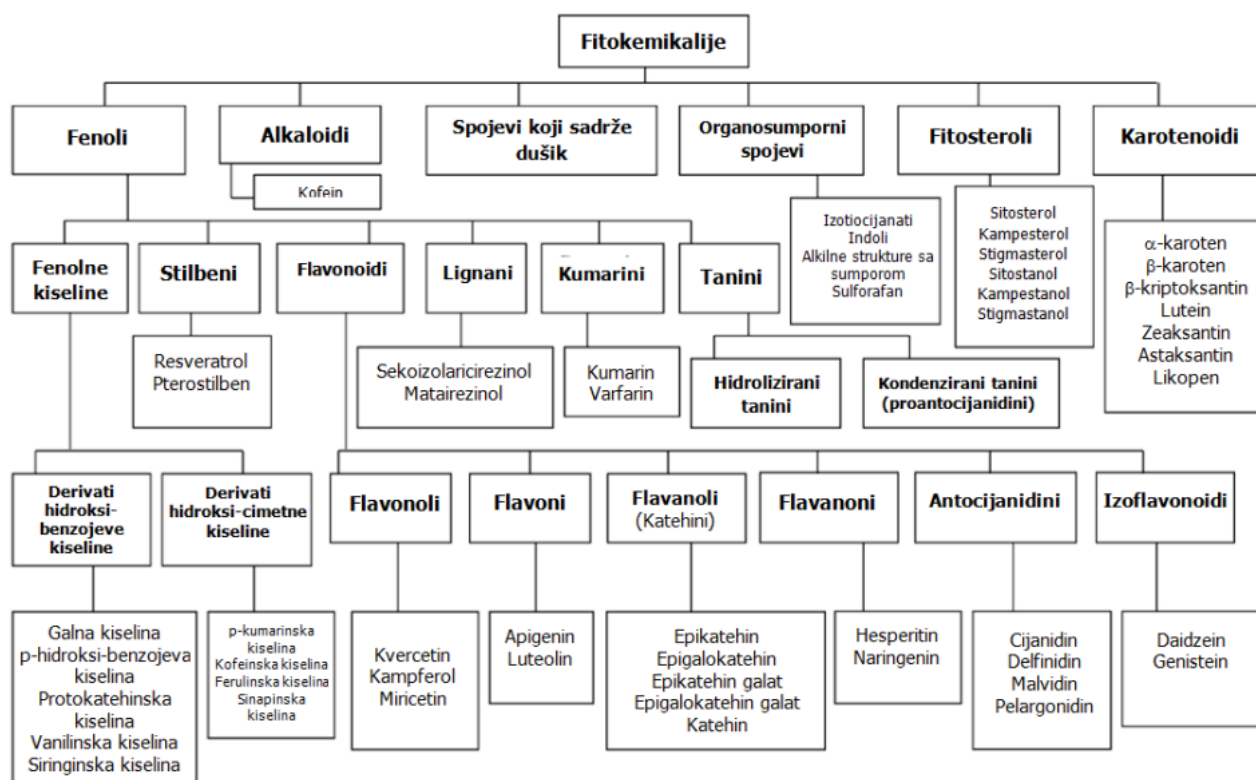 Fitokemikalije
Fenoli
Alkaloidi
Spojevi koji sadrže
dušik
Organosumporni
spojevi
Fitosteroli
Karotenoidi
Kofein
Izotiocijanati
Indoli
Alkilne strukture sa
sumporom
Sulforafan
Sitosterol
Kampesterol
Stigmasterol
Sitostanol
Kampestanol
Stigmastanol
α-karoten
β-karoten
β-kriptoksantin
Lutein
Zeaksantin
Astaksantin
Likopen
Fenolne
kiseline
Stilbeni
Flavonoidi
Lignani
Kumarini
Tanini
Resveratrol
Pterostilben
Sekoizolaricirezinol
Matairezinol
Kumarin
Varfarin
Hidrolizirani
tanini
Kondenzirani tanini
(proantocijanidini)
Derivati
hidroksi-
benzojeve
kiseline
Derivati
hidroksi-cimetne
kiseline
Flavonoli
Flavoni
Flavanoli
(Katehini)
Flavanoni
Antocijanidini
Izoflavonoidi
Galna kiselina
p-hidroksi-benzojeva
kiselina
Protokatehinska
kiselina
Vanilinska kiselina
Siringinska kiselina
p-kumarinska
kiselina
Kofeinska kiselina
Ferulinska kiselina
Sinapinska
kiselina
Kvercetin
Kampferol
Miricetin
Apigenin
Luteolin
Epikatehin
Epigalokatehin
Epikatehin galat
Epigalokatehin galat
Katehin
Hesperitin
Naringenin
Cijanidin
Delfinidin
Malvidin
Pelargonidin
Daidzein
Genistein